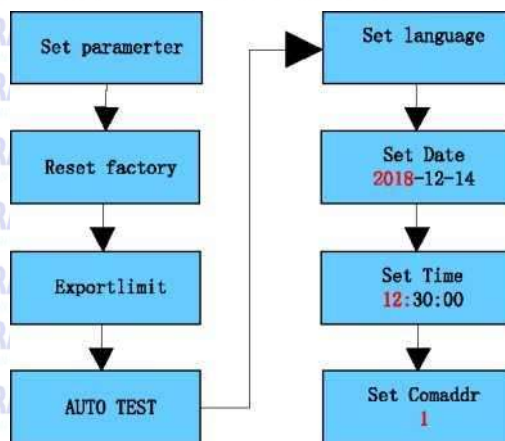 Set paramerter
Reset factory
Exportlimit
AUTO TEST
Set language
Set Date
2018-12-14
Set Time
12:30:00
Set Comaddr
1